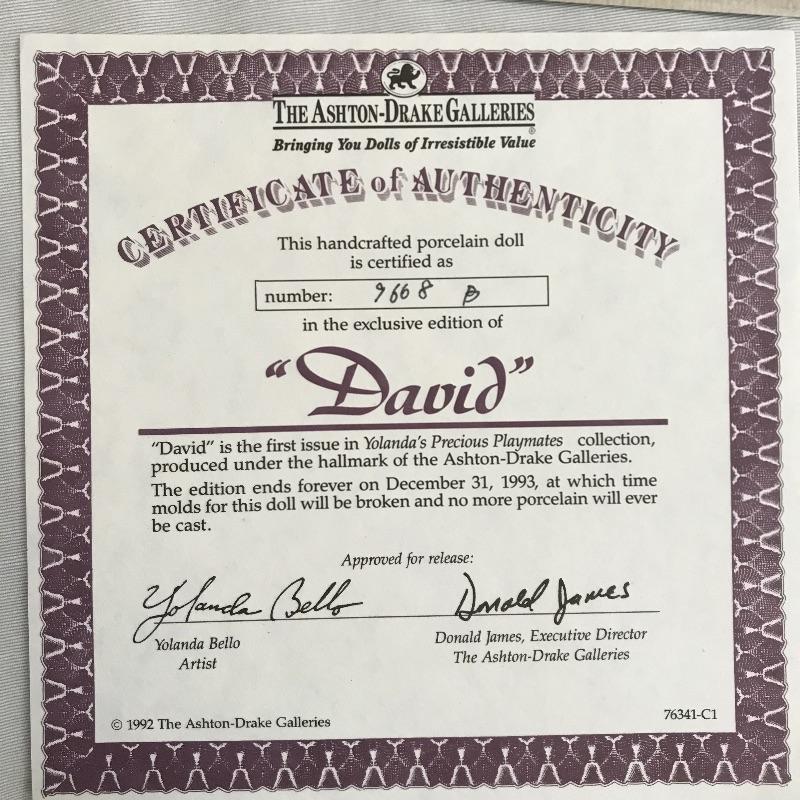 THE ASHTON-DRAKE GALLERIES
®
Bringing You Dolls of Irresistible Value
CERTIFICATE of AUTHENTICITY
This handcrafted porcelain doll
is certified as
number: 9668 B
in the exclusive edition of
"David"
"David" is the first issue in Yolanda's Precious Playmates collection,
produced under the hallmark of the Ashton-Drake Galleries.
The edition ends forever on December 31, 1993, at which time
molds for this doll will be broken and no more porcelain will ever
be cast.
Approved for release:
Yolanda Bello Donald James
Yolanda Bello Donald James, Executive Director
Artist The Ashton-Drake Galleries
© 1992 The Ashton-Drake Galleries 76341-C1